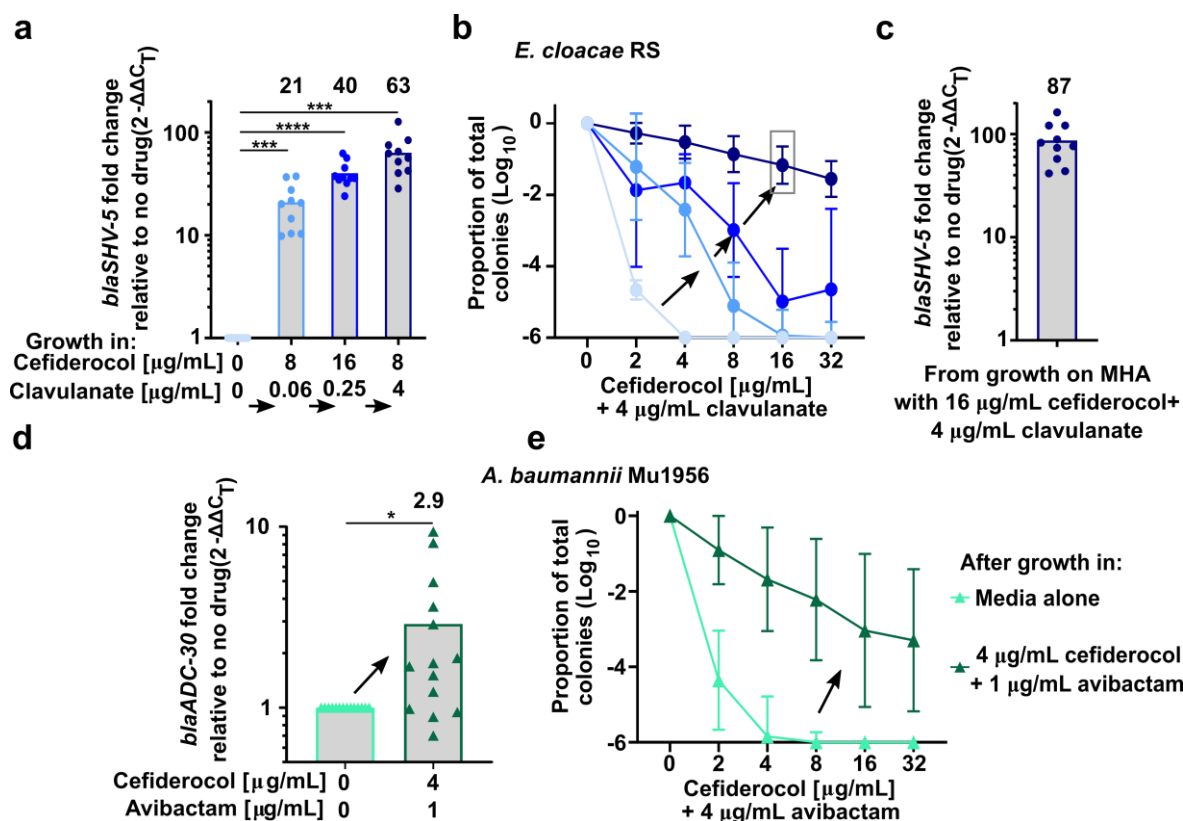 a
blaSHV-5 fold change
relative to no drug(2-ΔΔCT)
21 40 63
***
****
***
100
10
1
Growth in:
Cefiderocol [μg/mL] 0 8 16 8
Clavulanate [μg/mL] 0 0.06 0.25 4
b
E. cloacae RS
Proportion of total
colonies (Log10)
0
-2
-4
-6
0 2 4 8 16 32
Cefiderocol [μg/mL]
+ 4 μg/mL clavulanate
c
blaSHV-5 fold change
relative to no drug(2-ΔΔCT)
87
100
10
1
From growth on MHA
with 16 μg/mL cefiderocol+
4 μg/mL clavulanate
d
A. baumannii Mu1956
blaADC-30 fold change
relative to no drug(2-ΔΔCT)
2.9
*
10
1
Cefiderocol [μg/mL] 0 4
Avibactam [μg/mL] 0 1
e
Proportion of total
colonies (Log10)
0
-2
-4
-6
0 2 4 8 16 32
Cefiderocol [μg/mL]
+ 4 μg/mL avibactam
After growth in:
Media alone
4 μg/mL cefiderocol
+ 1 μg/mL avibactam